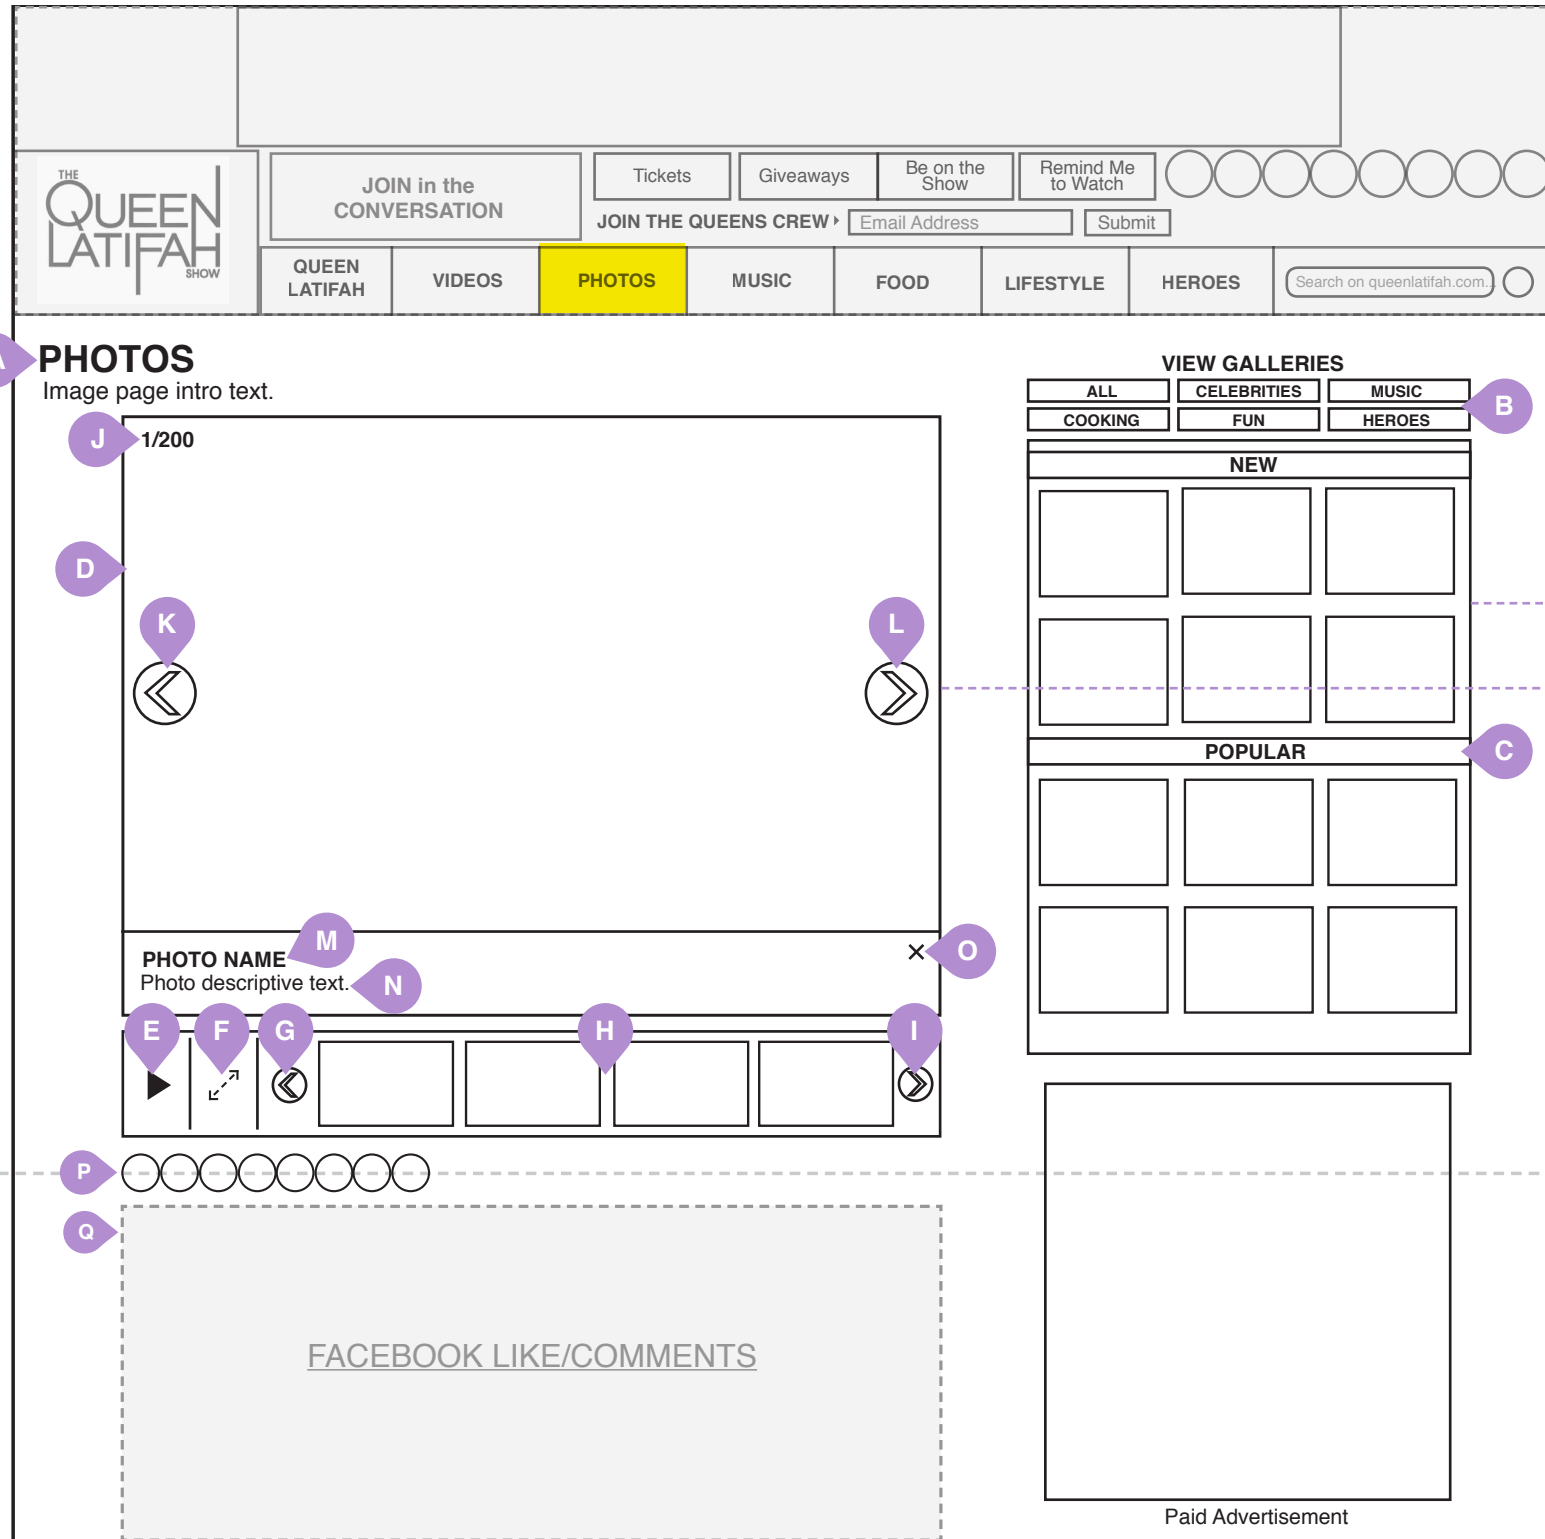 THE
QUEEN
LATIFAH
SHOW
JOIN in the
CONVERSATION
Tickets
Giveaways
Be on the
Show
Remind Me
to Watch
JOIN THE QUEENS CREW
Email Address
Submit
QUEEN
LATIFAH
VIDEOS
PHOTOS
MUSIC
FOOD
LIFESTYLE
HEROES
Search on queenlatifah.com...
A
PHOTOS
Image page intro text.
VIEW GALLERIES
ALL
CELEBRITIES
MUSIC
B
COOKING
FUN
HEROES
J
1/200
NEW
D
K
L
POPULAR
C
PHOTO NAME
M
O
Photo descriptive text.
N
E
F
G
H
I
P
Q
FACEBOOK LIKE/COMMENTS
Paid Advertisement